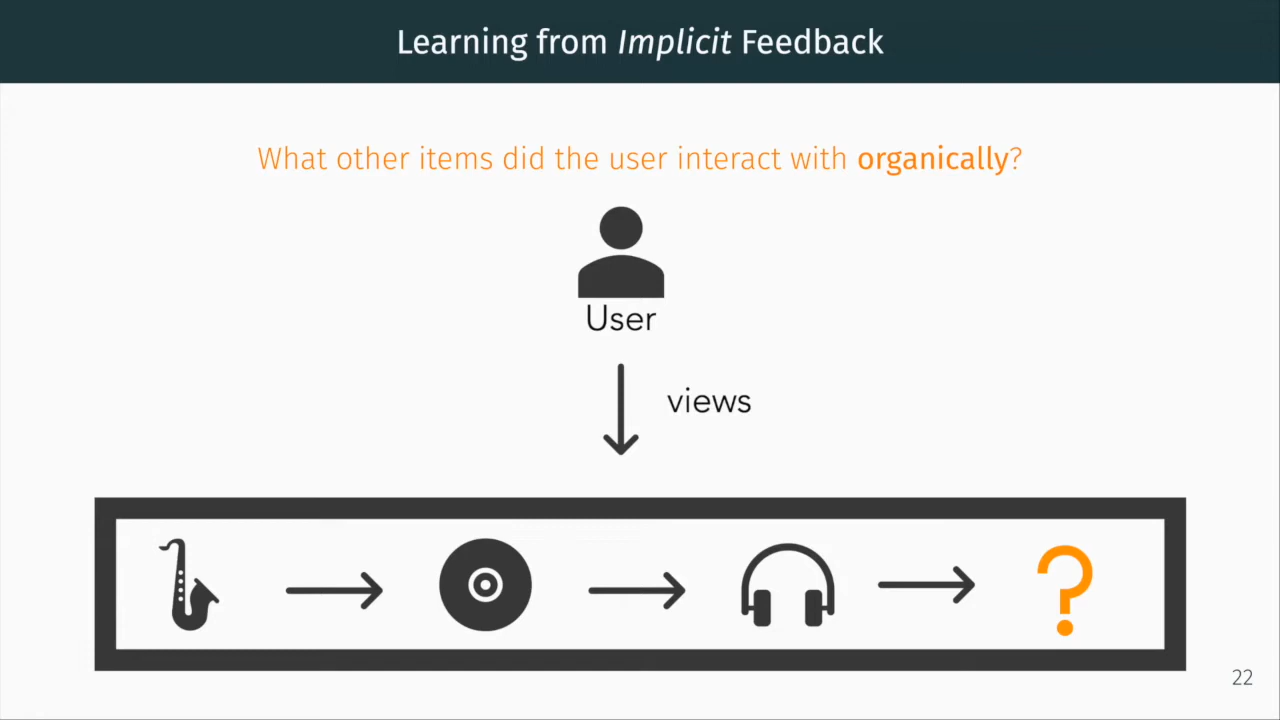 Learning from Implicit Feedback
What other items did the user interact with organically?
User
views
?
22